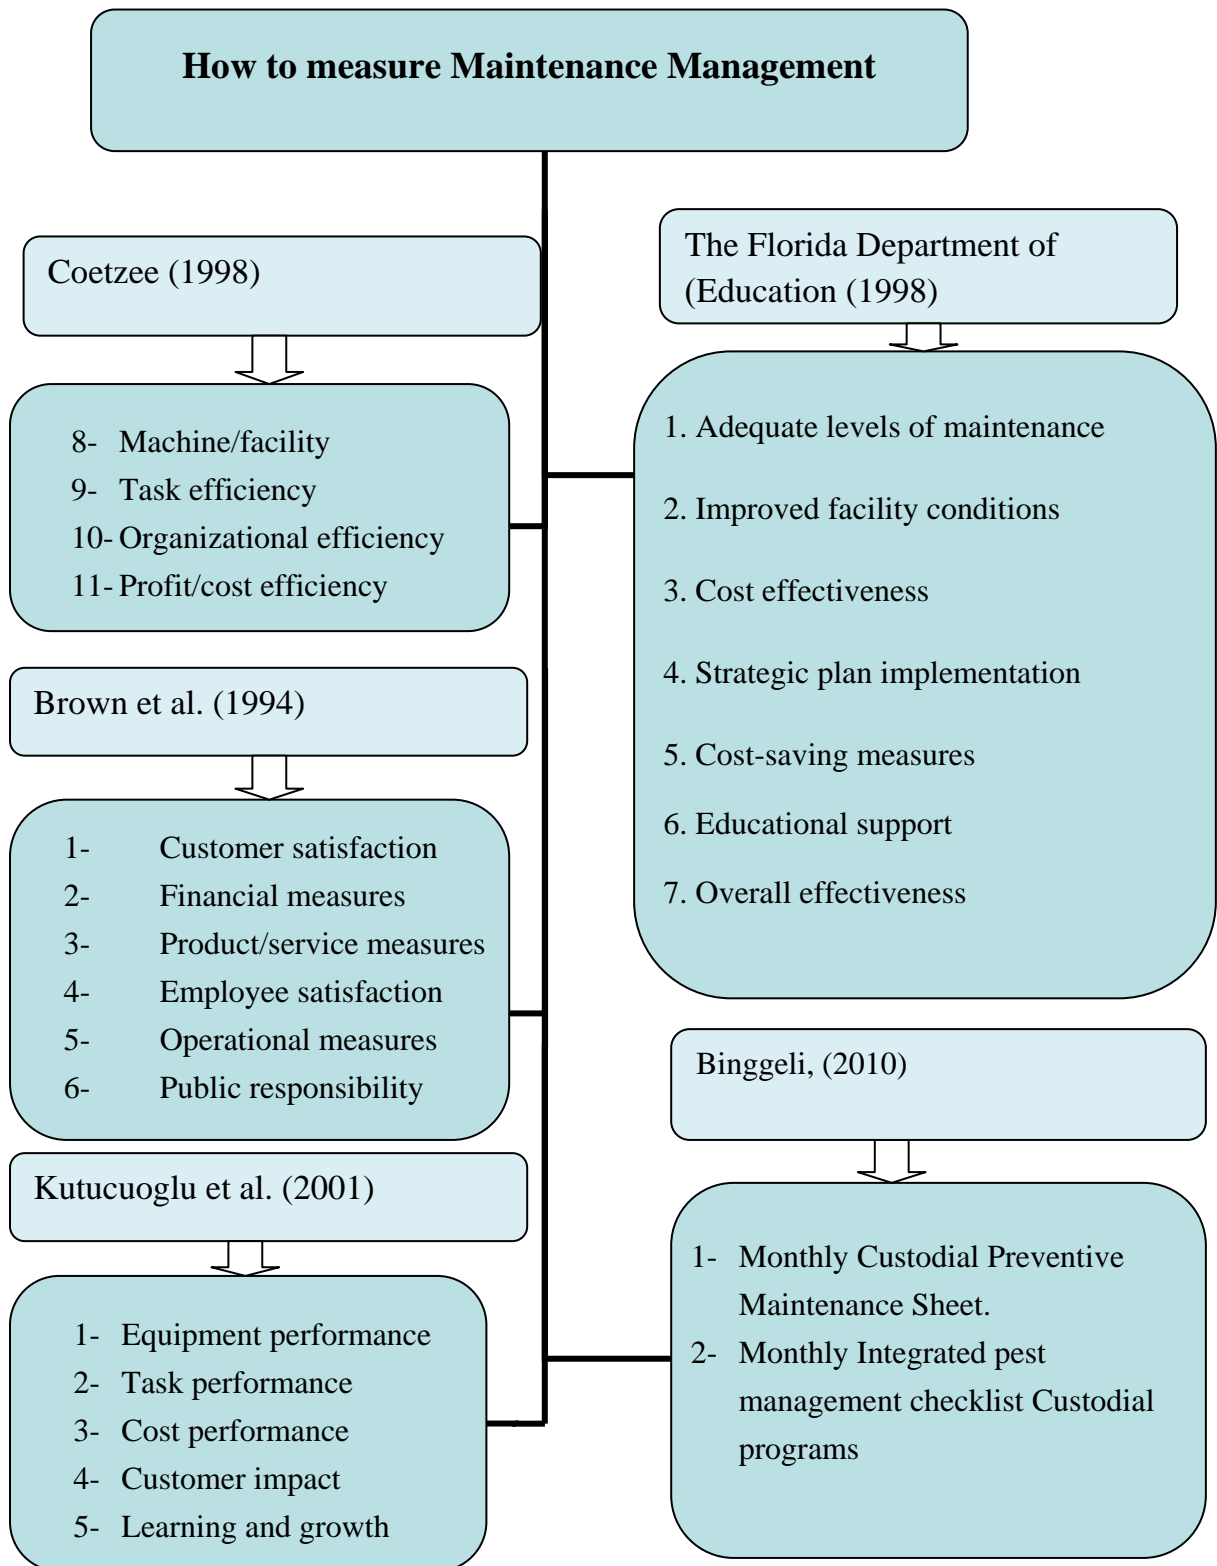 How to measure Maintenance Management
Coetzee (1998)
8- Machine/facility
9- Task efficiency
10- Organizational efficiency
11- Profit/cost efficiency
Brown et al. (1994)
1- Customer satisfaction
2- Financial measures
3- Product/service measures
4- Employee satisfaction
5- Operational measures
6- Public responsibility
Kutucuoglu et al. (2001)
1- Equipment performance
2- Task performance
3- Cost performance
4- Customer impact
5- Learning and growth
The Florida Department of
(Education (1998)
1. Adequate levels of maintenance
2. Improved facility conditions
3. Cost effectiveness
4. Strategic plan implementation
5. Cost-saving measures
6. Educational support
7. Overall effectiveness
Binggeli, (2010)
1- Monthly Custodial Preventive
Maintenance Sheet.
2- Monthly Integrated pest
management checklist Custodial
programs